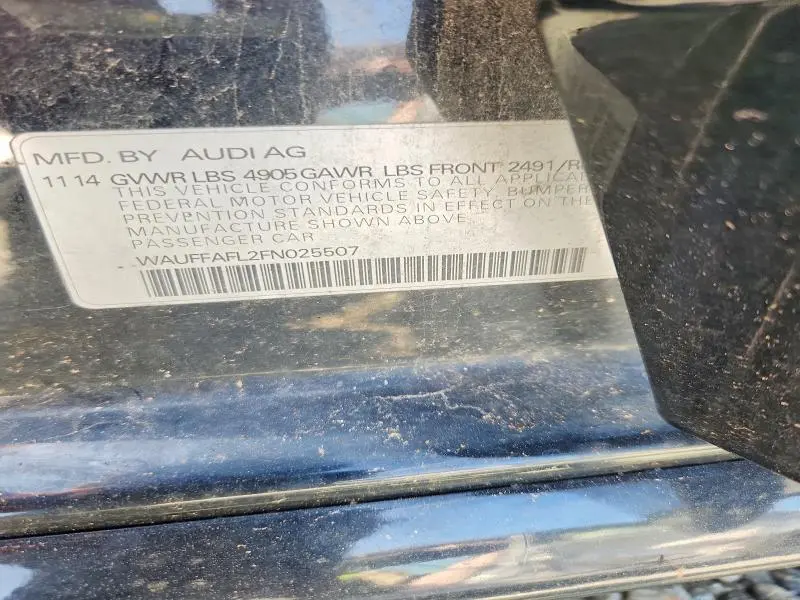 MFD. BY AUDI AG
11 14 GVWR LBS 4905 GAWR LBS FRONT 2491/R
THIS VEHICLE CONFORMS TO ALL APPLICA
FEDERAL MOTOR VEHICLE SAFETY, BUMPER
PREVENTION STANDARDS IN EFFECT ON THE
MANUFACTURE SHOWN ABOVE.
PASSENGER CAR
WAUFFAFL2FN025507